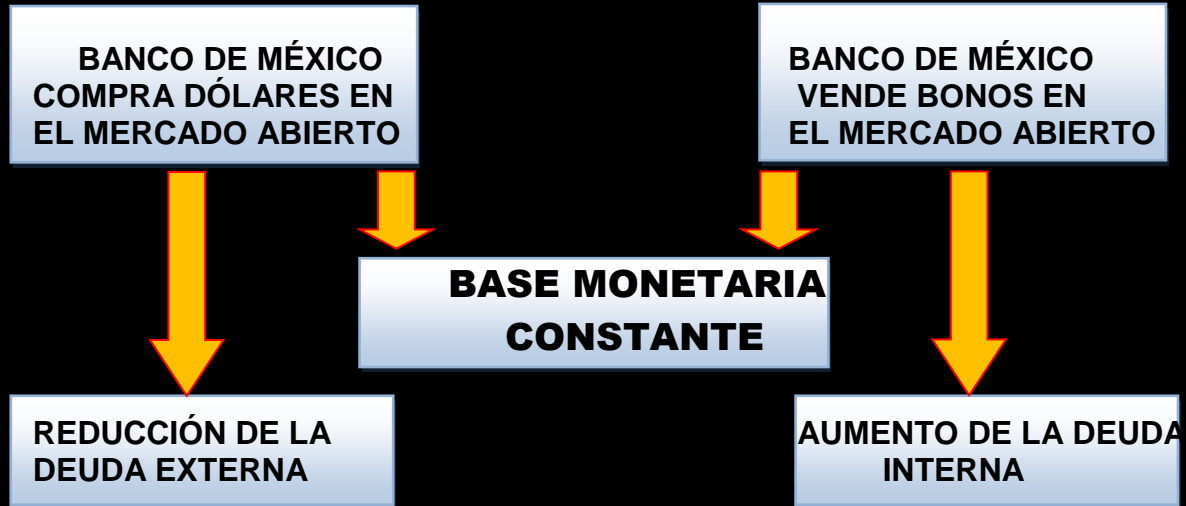 BANCO DE MÉXICO
COMPRA DÓLARES EN
EL MERCADO ABIERTO
BANCO DE MÉXICO
VENDE BONOS EN
EL MERCADO ABIERTO
BASE MONETARIA
CONSTANTE
REDUCCIÓN DE LA
DEUDA EXTERNA
AUMENTO DE LA DEUDA
INTERNA